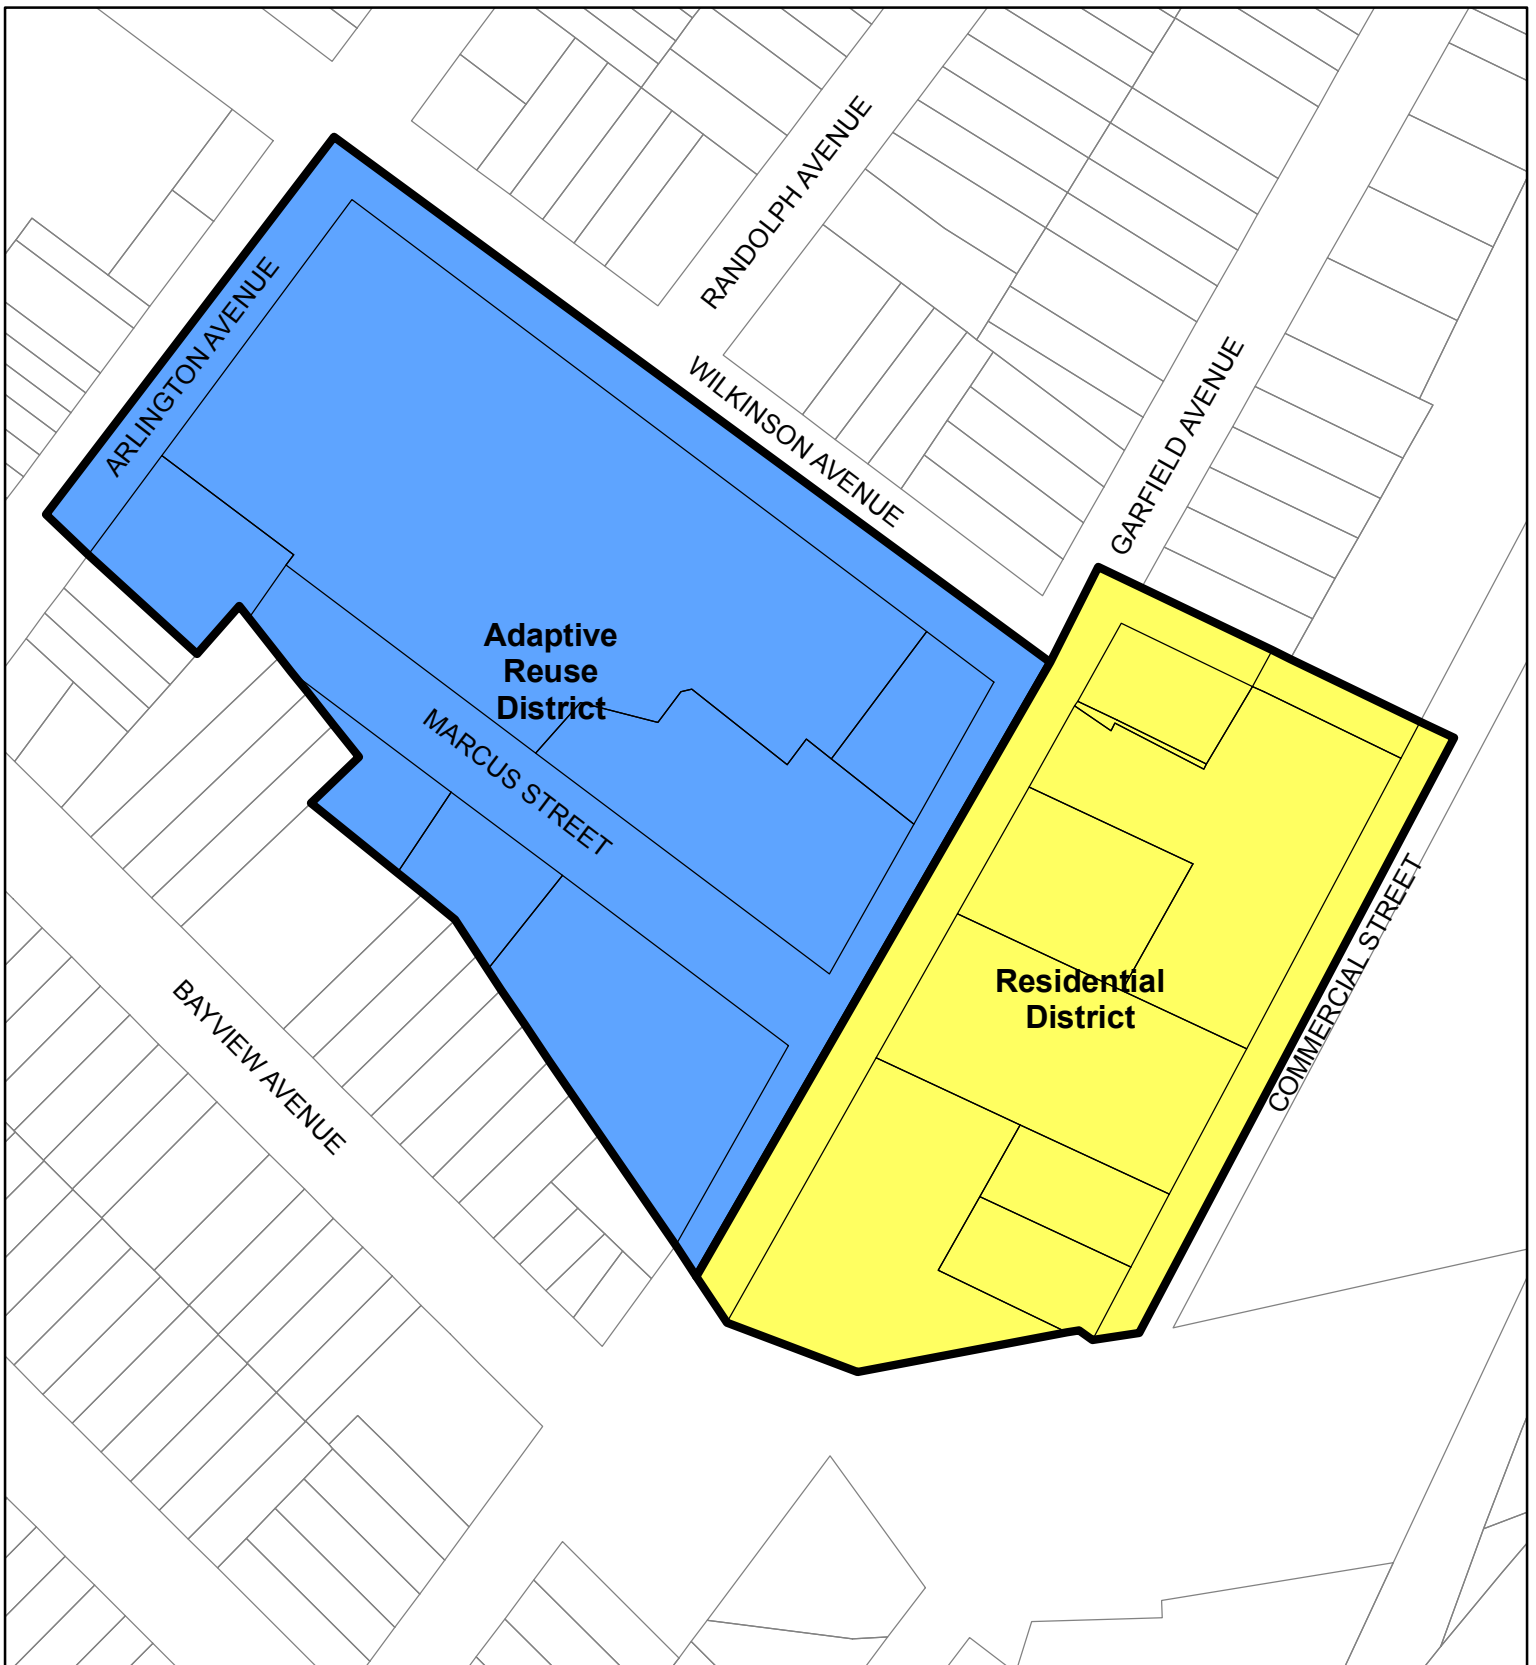 RANDOLPH AVENUE
ARLINGTON AVENUE
WILKINSON AVENUE
GARFIELD AVENUE
Adaptive
Reuse
District
MARCUS STREET
Residential
District
COMMERCIAL STREET
BAYVIEW AVENUE